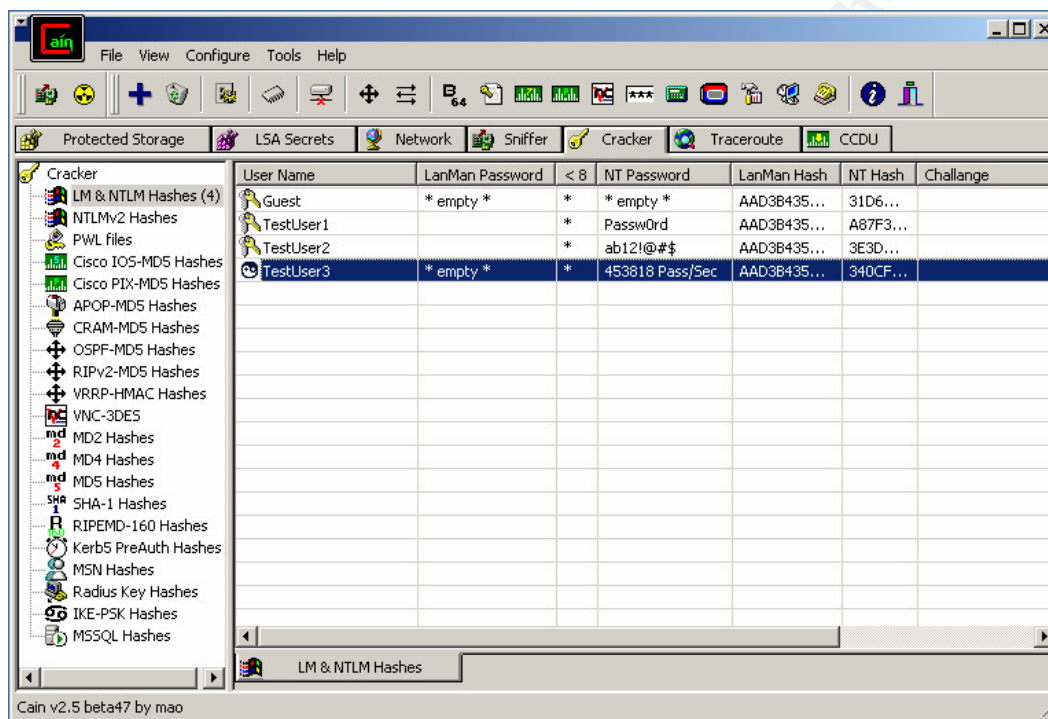 Cain
File View Configure Tools Help
B64
***
Protected Storage LSA Secrets Network Sniffer Cracker Traceroute CCDU
Cracker
LM & NTLM Hashes (4)
NTLMv2 Hashes
PWL files
Cisco IOS-MD5 Hashes
Cisco PIX-MD5 Hashes
APOP-MD5 Hashes
CRAM-MD5 Hashes
OSPF-MD5 Hashes
RIPv2-MD5 Hashes
VRRP-HMAC Hashes
VNC-3DES
MD2 Hashes
MD4 Hashes
MD5 Hashes
SHA-1 Hashes
RIPEMD-160 Hashes
Kerb5 PreAuth Hashes
MSN Hashes
Radius Key Hashes
IKE-PSK Hashes
MSSQL Hashes
User Name LanMan Password < 8 NT Password LanMan Hash NT Hash Challange
Guest * empty * * * empty * AAD3B435... 31D6...
TestUser1 * Passw0rd AAD3B435... A87F3...
TestUser2 * ab12!@#$ AAD3B435... 3E3D...
TestUser3 * empty * * 453818 Pass/Sec AAD3B435... 340CF...
LM & NTLM Hashes
Cain v2.5 beta47 by mao